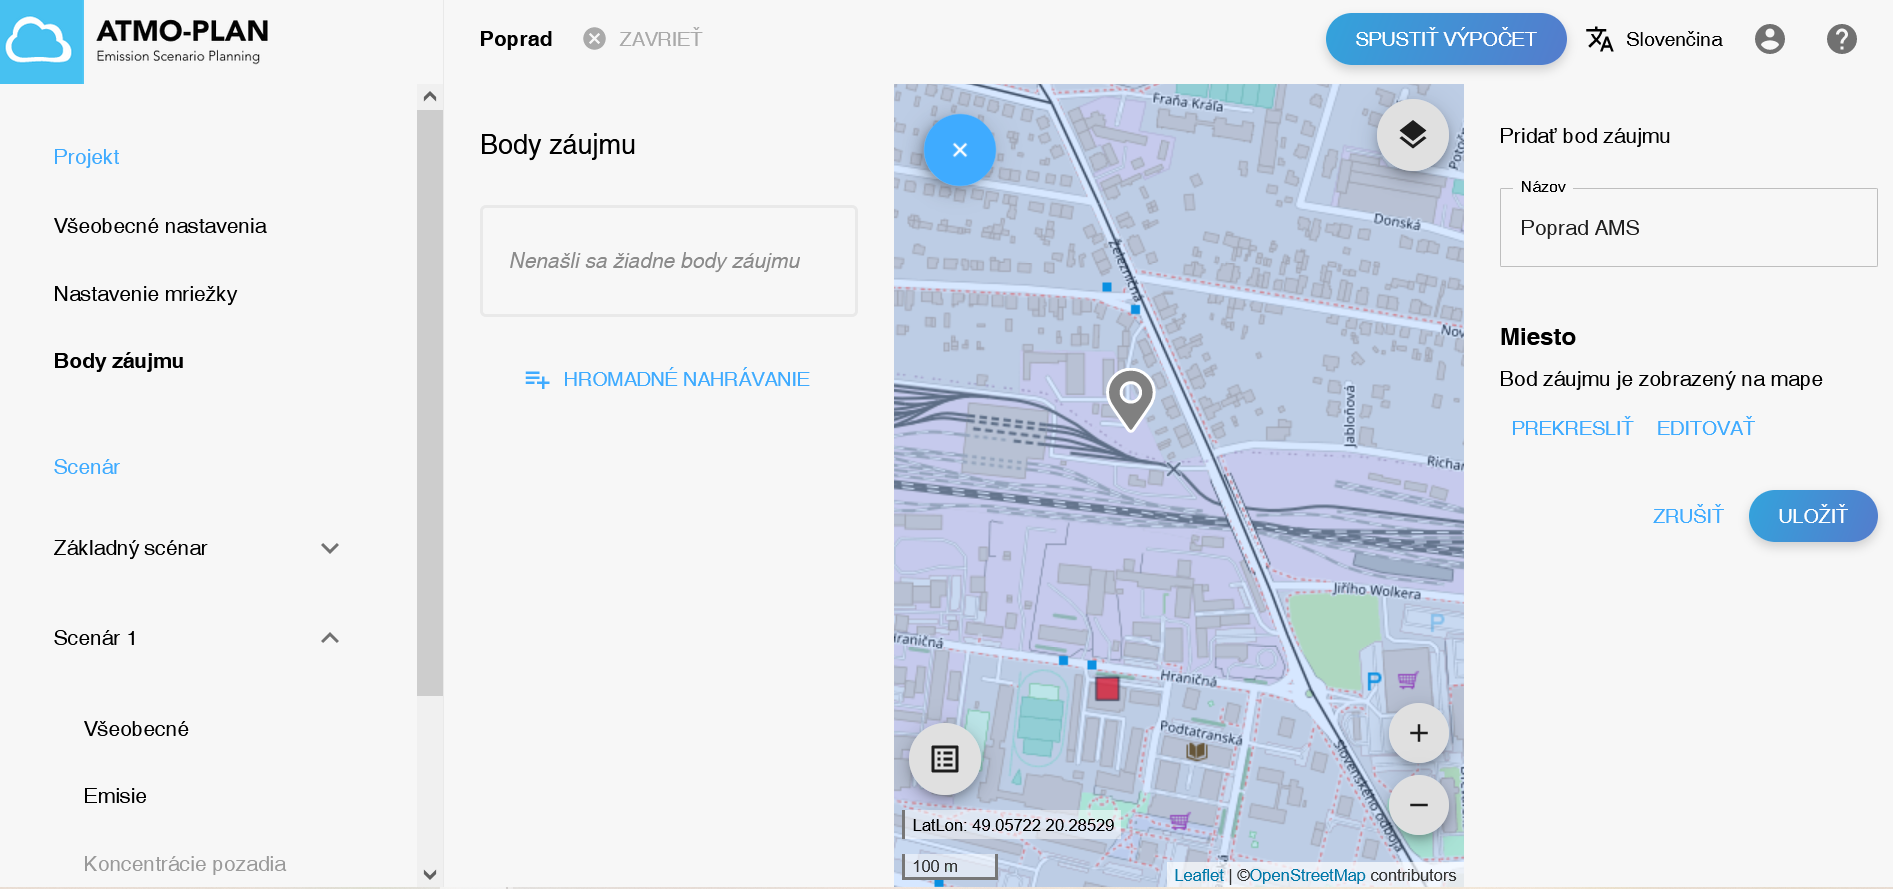 ATMO-PLAN
Emission Scenario Planning
Poprad
ZAVRIEŤ
SPUSTIŤ VÝPOČET
Slovenčina
Projekt
Všeobecné nastavenia
Nastavenie mriežky
Body záujmu
Scenár
Základný scénar
Scenár 1
Všeobecné
Emisie
Koncentrácie pozadia
Body záujmu
Nenašli sa žiadne body záujmu
HROMADNÉ NAHRÁVANIE
Fraňa Kráľa
Donská
Železničná
Jabloňová
Jiřího Wolkera
Hraničná
Hraničná
P
P
Podtatranská
Slovenského odboja
LatLon: 49.05722 20.28529
100 m
Leaflet | ©OpenStreetMap contributors
Pridať bod záujmu
Názov
Poprad AMS
Miesto
Bod záujmu je zobrazený na mape
PREKRESLIŤ
EDITOVAŤ
ZRUŠIŤ
ULOŽIŤ